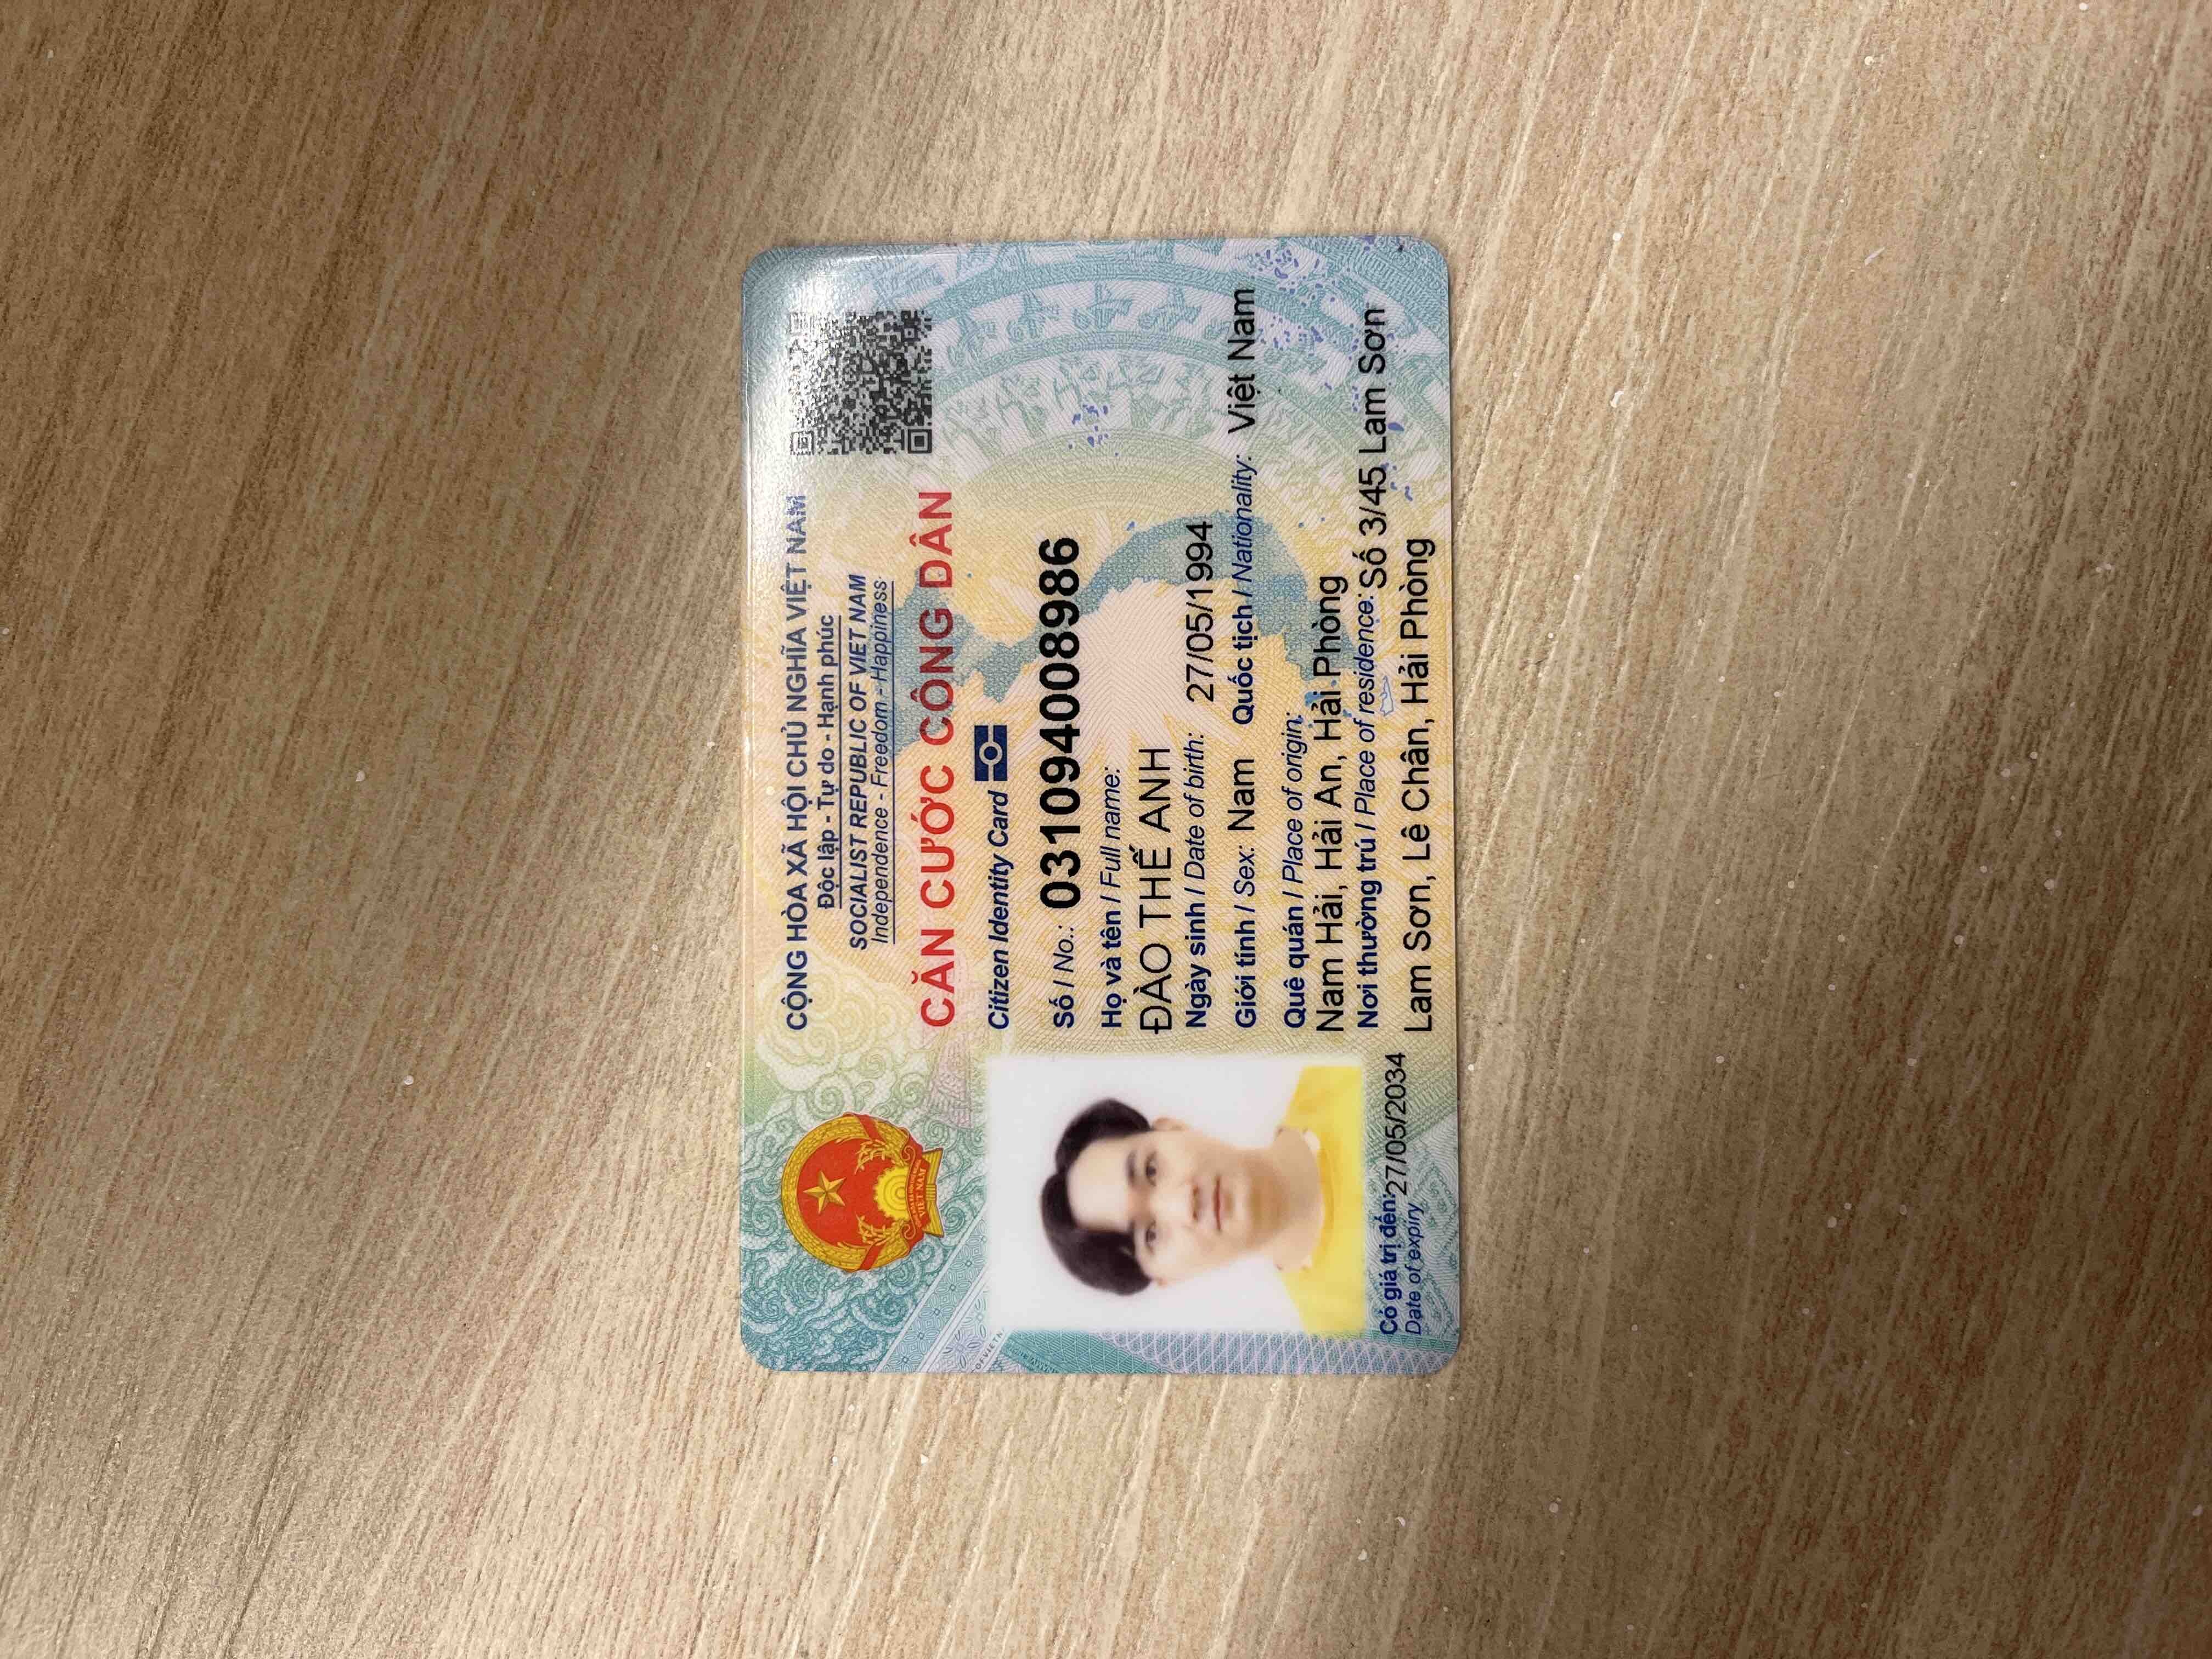 CỘNG HÒA XÃ HỘI CHỦ NGHĨA VIỆT NAM
Độc lập - Tự do - Hạnh phúc
SOCIALIST REPUBLIC OF VIET NAM
Independence - Freedom - Happiness
CĂN CƯỚC CÔNG DÂN
Citizen Identity Card
Số / No.: 031094008986
Họ và tên / Full name:
ĐÀO THẾ ANH
Ngày sinh / Date of birth: 27/05/1994
Giới tính / Sex: Nam Quốc tịch / Nationality: Việt Nam
Quê quán / Place of origin:
Nam Hải, Hải An, Hải Phòng
Nơi thường trú / Place of residence: Số 3/45 Lam Sơn
Lam Sơn, Lê Chân, Hải Phòng
Có giá trị đến: 27/05/2034
Date of expiry
VIỆT NAM